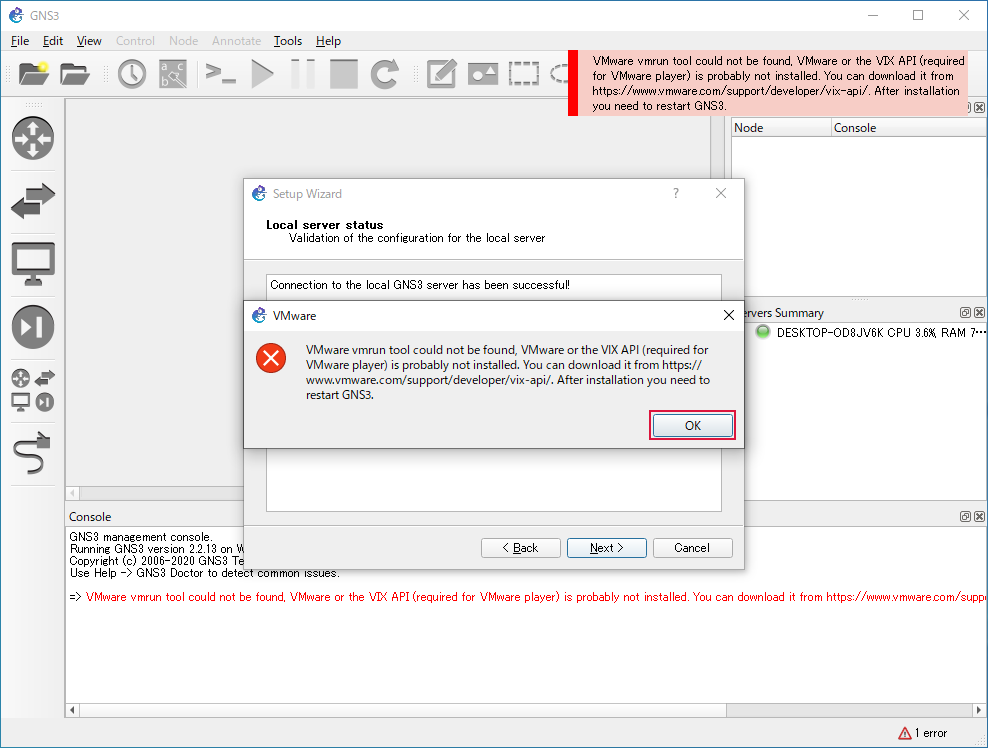 GNS3
File Edit View Control Node Annotate Tools Help
VMware vmrun tool could not be found, VMware or the VIX API (required
for VMware player) is probably not installed. You can download it from
https://www.vmware.com/support/developer/vix-api/. After installation
you need to restart GNS3.
Node Console
Setup Wizard
Local server status
Validation of the configuration for the local server
Connection to the local GNS3 server has been successful!
VMware
VMware vmrun tool could not be found, VMware or the VIX API (required for
VMware player) is probably not installed. You can download it from https://
www.vmware.com/support/developer/vix-api/. After installation you need to
restart GNS3.
OK
< Back Next > Cancel
ervers Summary
DESKTOP-OD8JV6K CPU 3.6%, RAM 7…
Console
GNS3 management console.
Running GNS3 version 2.2.13 on W
Copyright (c) 2006-2020 GNS3 Te
Use Help -> GNS3 Doctor to detect common issues.
=> VMware vmrun tool could not be found, VMware or the VIX API (required for VMware player) is probably not installed. You can download it from https://www.vmware.com/supp
1 error